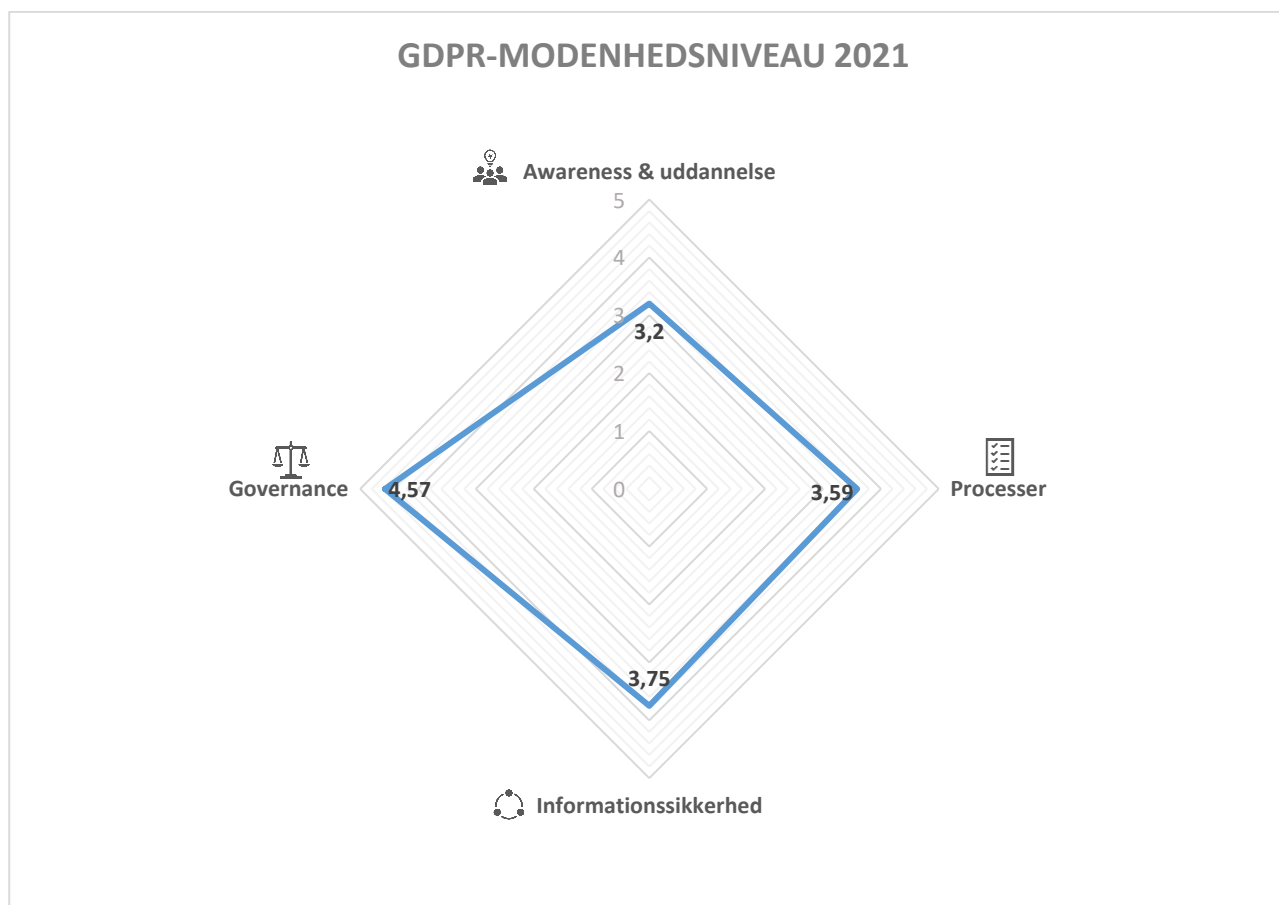 GDPR-MODENHEDSNIVEAU 2021
Awareness & uddannelse
5
4
3
3,2
2
1
Governance
4,57
0
3,59
Processer
3,75
Informationssikkerhed